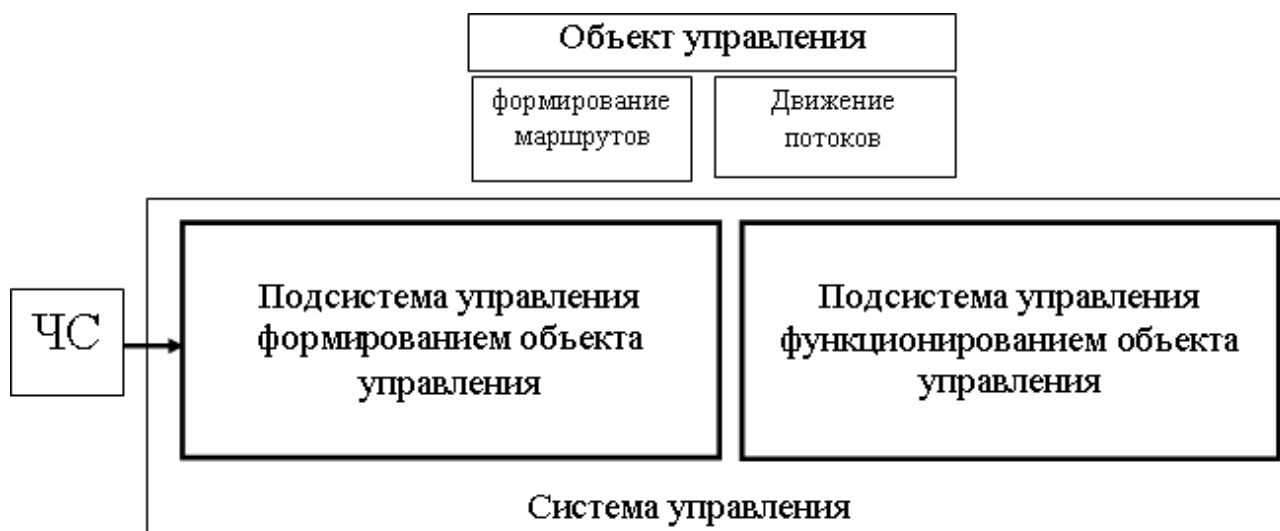 Объект управления
формирование
маршрутов
Движение
потоков
ЧС
Подсистема управления
формированием объекта
управления
Подсистема управления
функционированием объекта
управления
Система управления